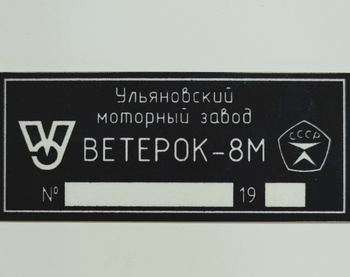 Ульяновский
моторный завод
ВЕТЕРОК-8М
СССР
№ 19